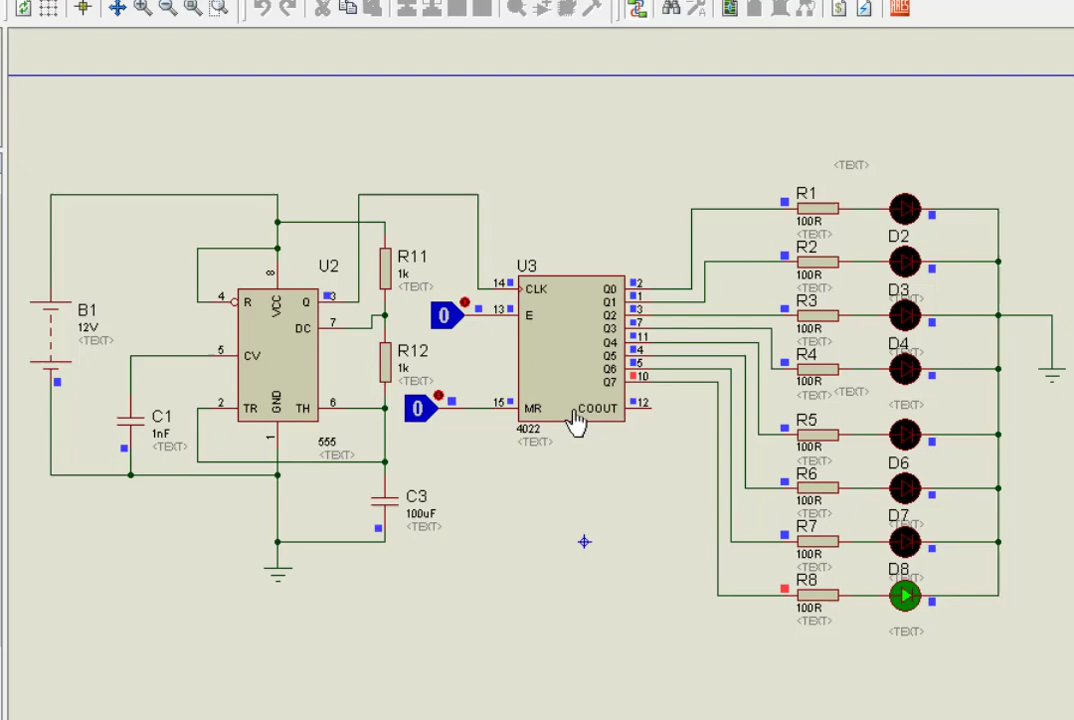 <TEXT>
R1
100R
<TEXT>
D2
R2
100R
<TEXT>
D3
R3
100R
<TEXT>
D4
R4
100R
<TEXT>
<TEXT>
R5
100R
<TEXT>
D6
R6
100R
<TEXT>
D7
R7
100R
<TEXT>
D8
R8
100R
<TEXT>
<TEXT>
B1
12V
<TEXT>
U2
8
VCC
4 R Q 3
DC 7
5 CV
2 TR TH 6
GND
1
555
<TEXT>
C1
1nF
<TEXT>
R11
1k
<TEXT>
R12
1k
<TEXT>
C3
100uF
<TEXT>
0
0
U3
14 CLK
13 E
15 MR
Q0 2
Q1 1
Q2 3
Q3 7
Q4 11
Q5 4
Q6 5
Q7 10
COOUT 12
4022
<TEXT>
ARES